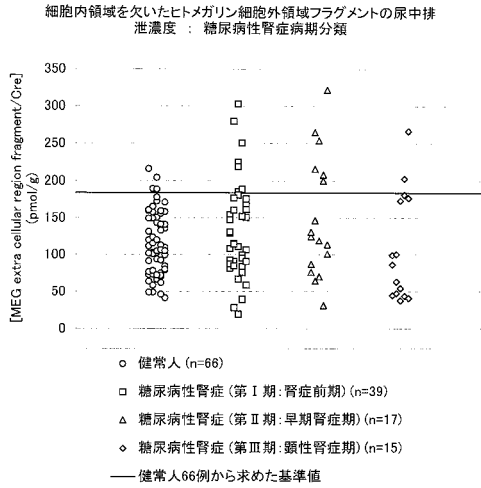 細胞内領域を欠いたヒトメガリン細胞外領域フラグメントの尿中排
泄濃度 : 糖尿病性腎症病期分類
[MEG extra cellular region fragment/Cre]
(pmol/g)
350
300
250
200
150
100
50
0
○ 健常人 (n=66)
□ 糖尿病性腎症 (第Ⅰ期:腎症前期) (n=39)
△ 糖尿病性腎症 (第Ⅱ期:早期腎症期) (n=17)
◇ 糖尿病性腎症 (第Ⅲ期:顕性腎症期) (n=15)
― 健常人66例から求めた基準値